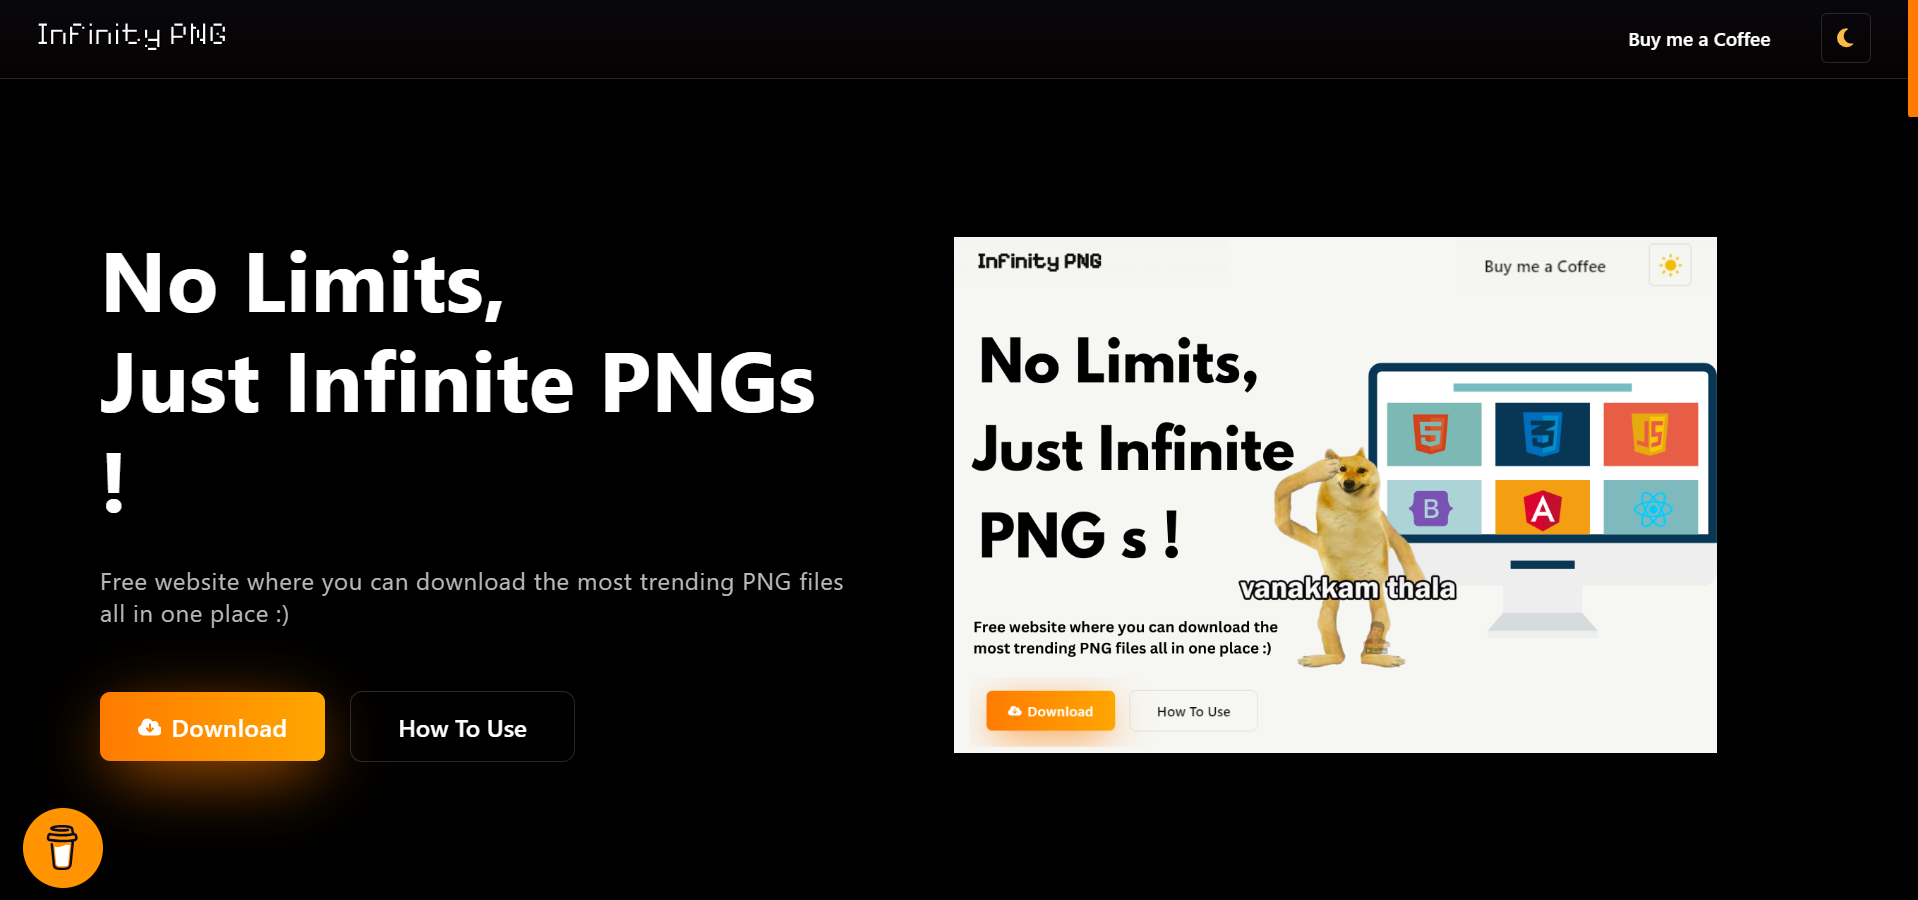 Infinity PNG
Buy me a Coffee
No Limits,
Just Infinite PNGs
!
Free website where you can download the most trending PNG files
all in one place :)
Download
How To Use
Infinity PNG
Buy me a Coffee
No Limits,
Just Infinite
PNG s !
B
vanakkam thala
Free website where you can download the
most trending PNG files all in one place :)
Download
How To Use